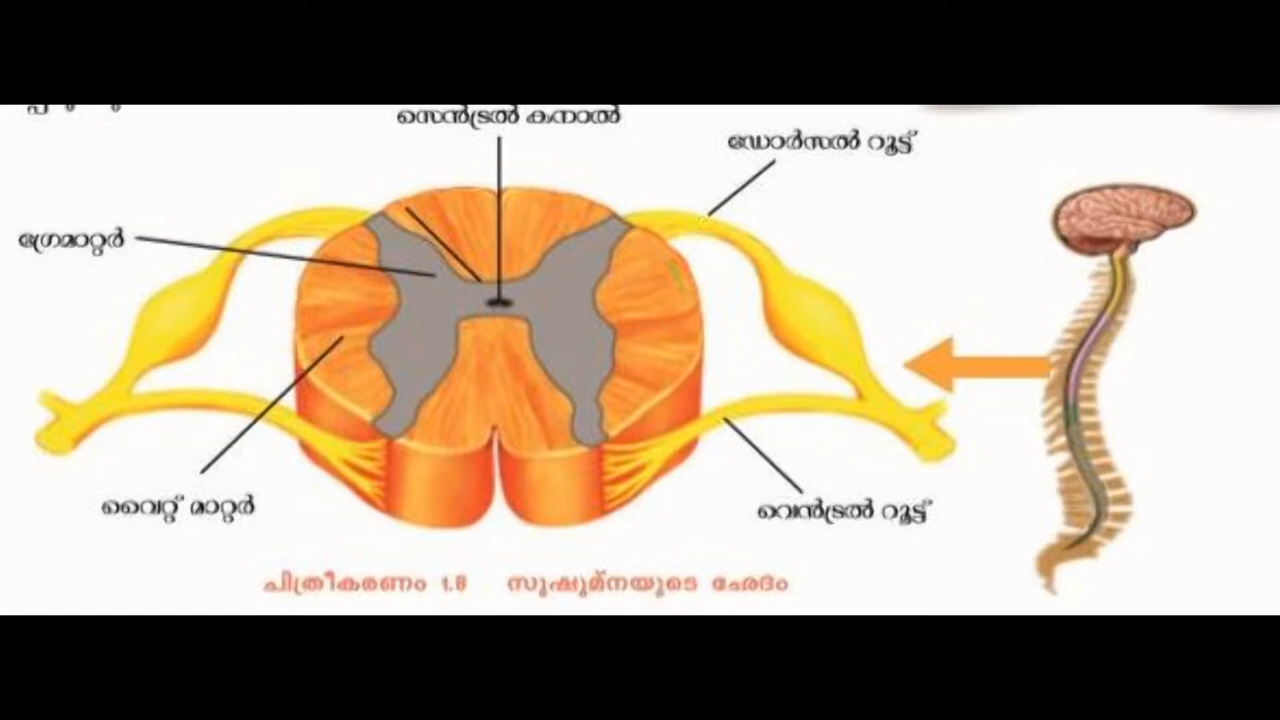 സെൻട്രൽ കനാൽ
ഡോർസൽ റൂട്ട്
ഗ്രേമാറ്റർ
വൈറ്റ് മാറ്റർ
വെൻട്രൽ റൂട്ട്
ചിത്രീകരണം 1.8 സുഷുമ്നയുടെ ഛേദം